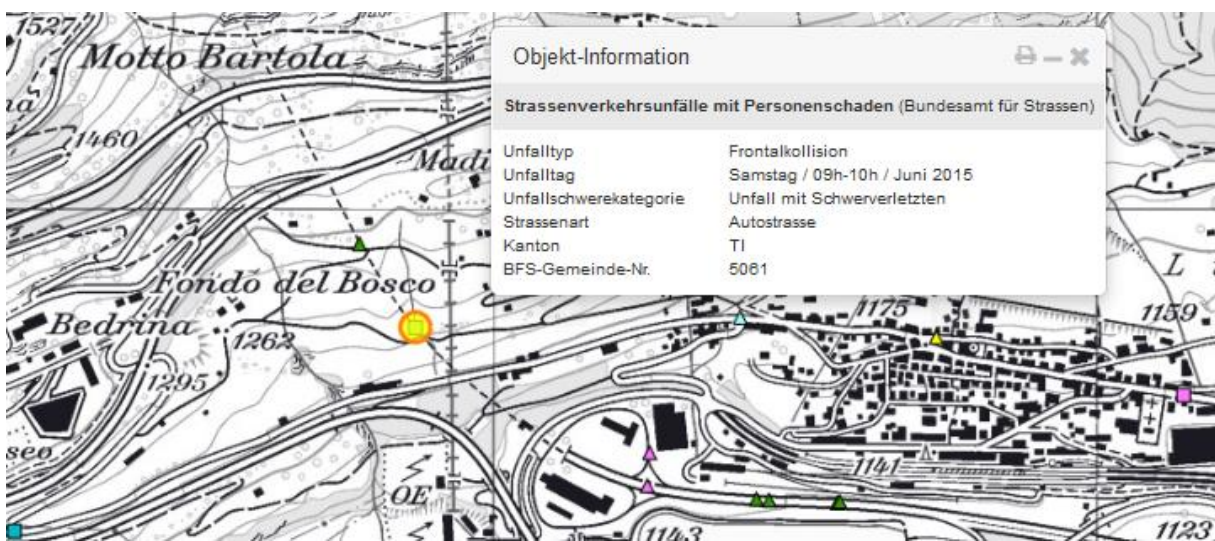 1527
Motto Bartola
1460
Madi
Fondo del Bosco
Bedrina
1262
1295
OE
1143
1141
1175
1159
1123
L
Objekt-Information
Strassenverkehrsunfälle mit Personenschaden (Bundesamt für Strassen)
Unfalltyp Frontalkollision
Unfalltag Samstag / 09h-10h / Juni 2015
Unfallschwerekategorie Unfall mit Schwerverletzten
Strassenart Autostrasse
Kanton TI
BFS-Gemeinde-Nr. 5061